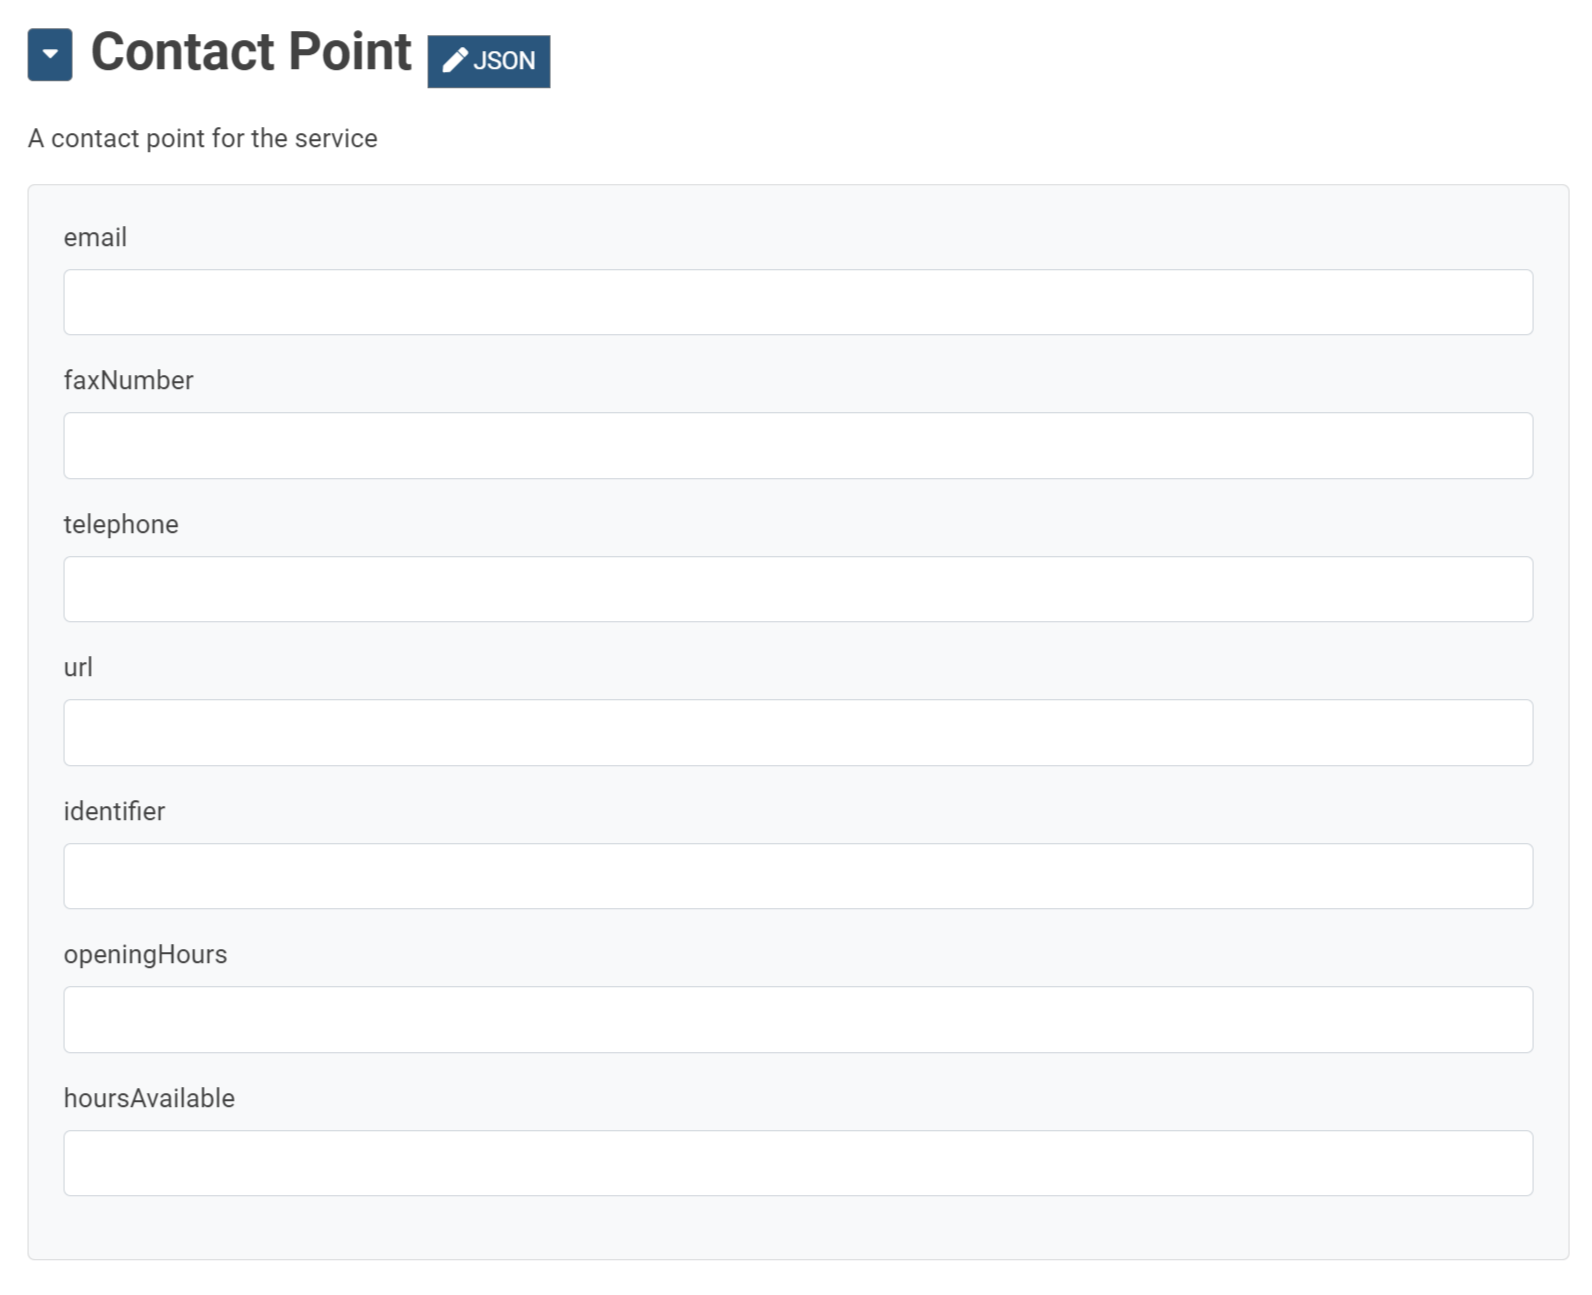 Contact Point JSON
A contact point for the service
email
faxNumber
telephone
url
identifier
openingHours
hoursAvailable